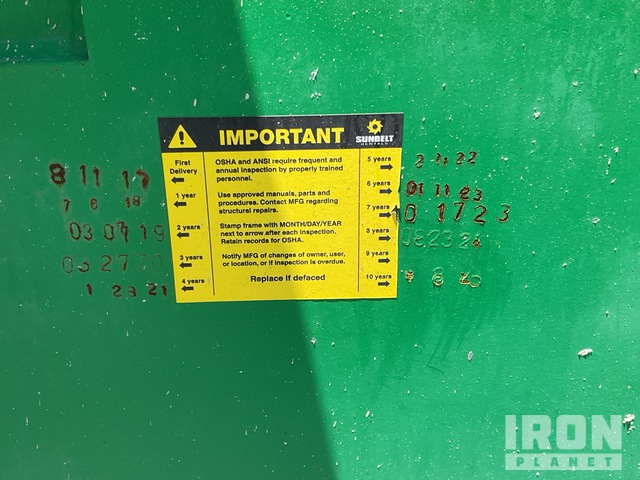 IMPORTANT
SUNBELT
RENTALS
First
Delivery
OSHA and ANSI require frequent and
annual inspection by properly trained
personnel.
1 year
Use approved manuals, parts and
procedures. Contact MFG regarding
structural repairs.
2 years
Stamp frame with MONTH/DAY/YEAR
next to arrow after each inspection.
Retain records for OSHA.
3 years
Notify MFG of changes of owner, user,
or location, or if inspection is overdue.
4 years
Replace if defaced
5 years
6 years
7 years
8 years
9 years
10 years
8 11 17
7 6 18
03 07 19
03 27
1 23 21
2 22
01 11 23
10 17 23
24
IRON
PLANET